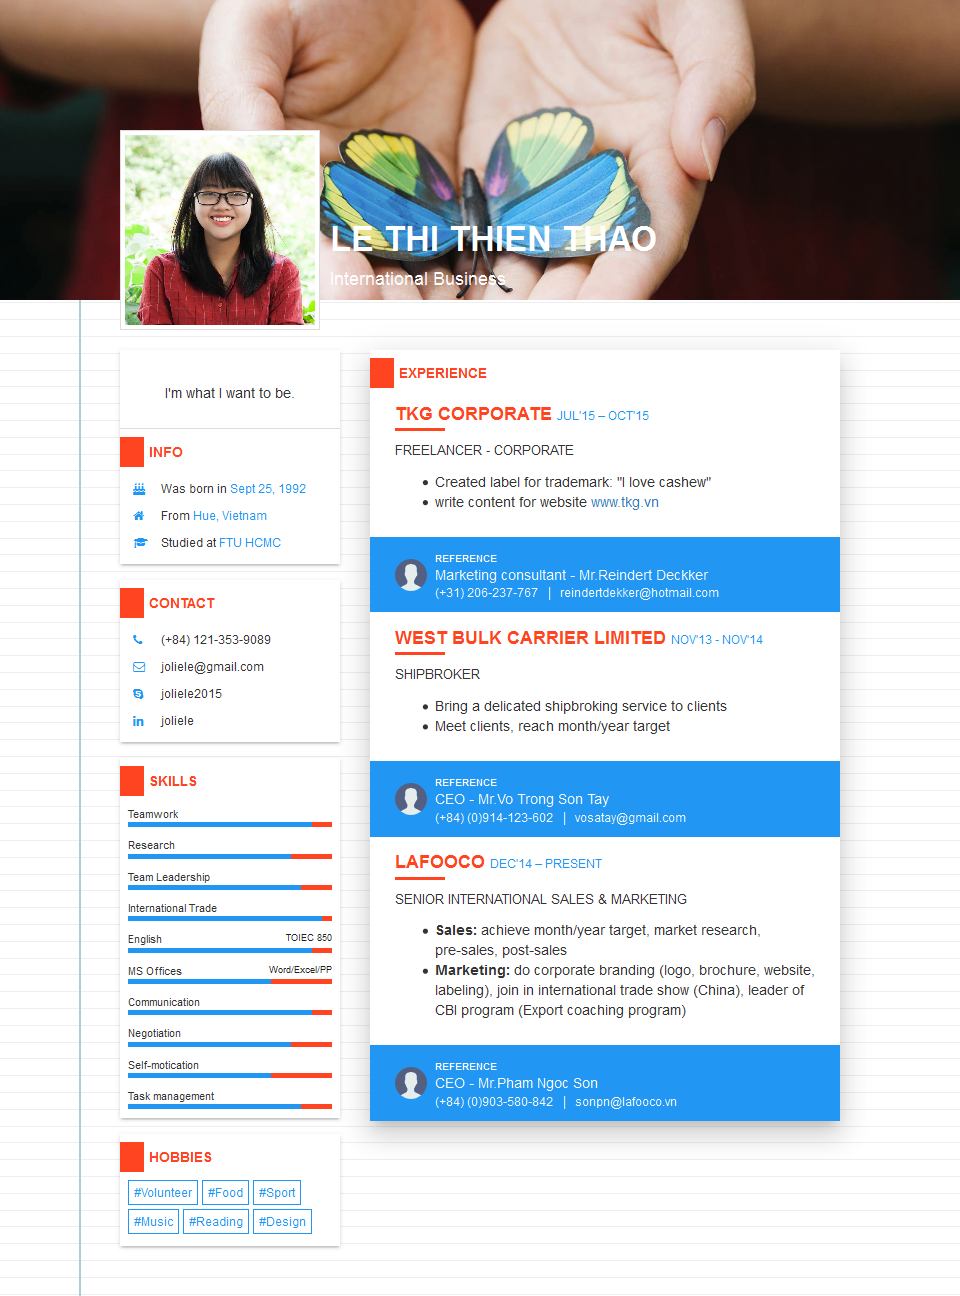 LE THI THIEN THAO
International Business
I'm what I want to be.
INFO
Was born in Sept 25, 1992
From Hue, Vietnam
Studied at FTU HCMC
CONTACT
(+84) 121-353-9089
joliele@gmail.com
joliele2015
joliele
SKILLS
Teamwork
Research
Team Leadership
International Trade
English TOIEC 850
MS Offices Word/Excel/PP
Communication
Negotiation
Self-motication
Task management
HOBBIES
#Volunteer #Food #Sport
#Music #Reading #Design
EXPERIENCE
TKG CORPORATE JUL'15 – OCT'15
FREELANCER - CORPORATE
Created label for trademark: "I love cashew"
write content for website www.tkg.vn
REFERENCE
Marketing consultant - Mr.Reindert Deckker
(+31) 206-237-767 | reindertdekker@hotmail.com
WEST BULK CARRIER LIMITED NOV'13 - NOV'14
SHIPBROKER
Bring a delicated shipbroking service to clients
Meet clients, reach month/year target
REFERENCE
CEO - Mr.Vo Trong Son Tay
(+84) (0)914-123-602 | vosatay@gmail.com
LAFOOCO DEC'14 – PRESENT
SENIOR INTERNATIONAL SALES & MARKETING
Sales: achieve month/year target, market research,
pre-sales, post-sales
Marketing: do corporate branding (logo, brochure, website,
labeling), join in international trade show (China), leader of
CBI program (Export coaching program)
REFERENCE
CEO - Mr.Pham Ngoc Son
(+84) (0)903-580-842 | sonpn@lafooco.vn